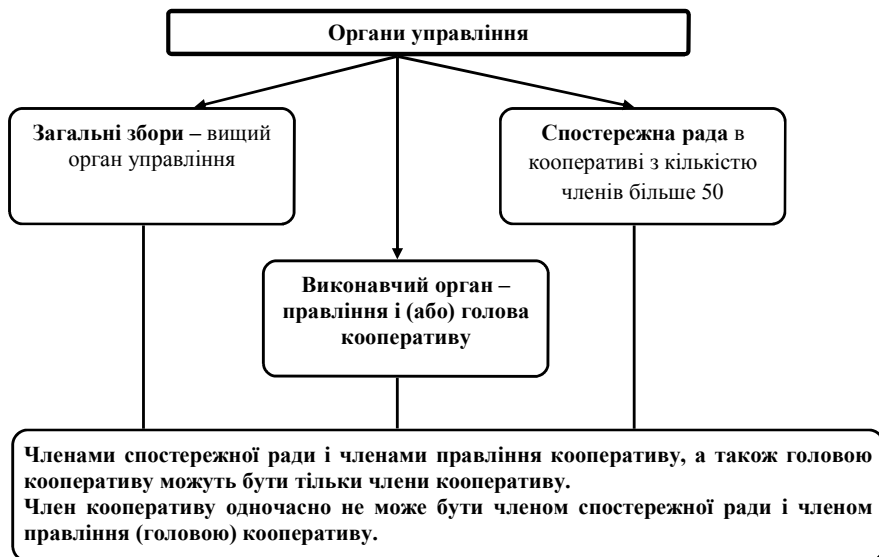 Органи управління
Загальні збори – вищий
орган управління
Спостережна рада в
кооперативі з кількістю
членів більше 50
Виконавчий орган –
правління і (або) голова
кооперативу
Членами спостережної ради і членами правління кооперативу, а також головою
кооперативу можуть бути тільки члени кооперативу.
Член кооперативу одночасно не може бути членом спостережної ради і членом
правління (головою) кооперативу.